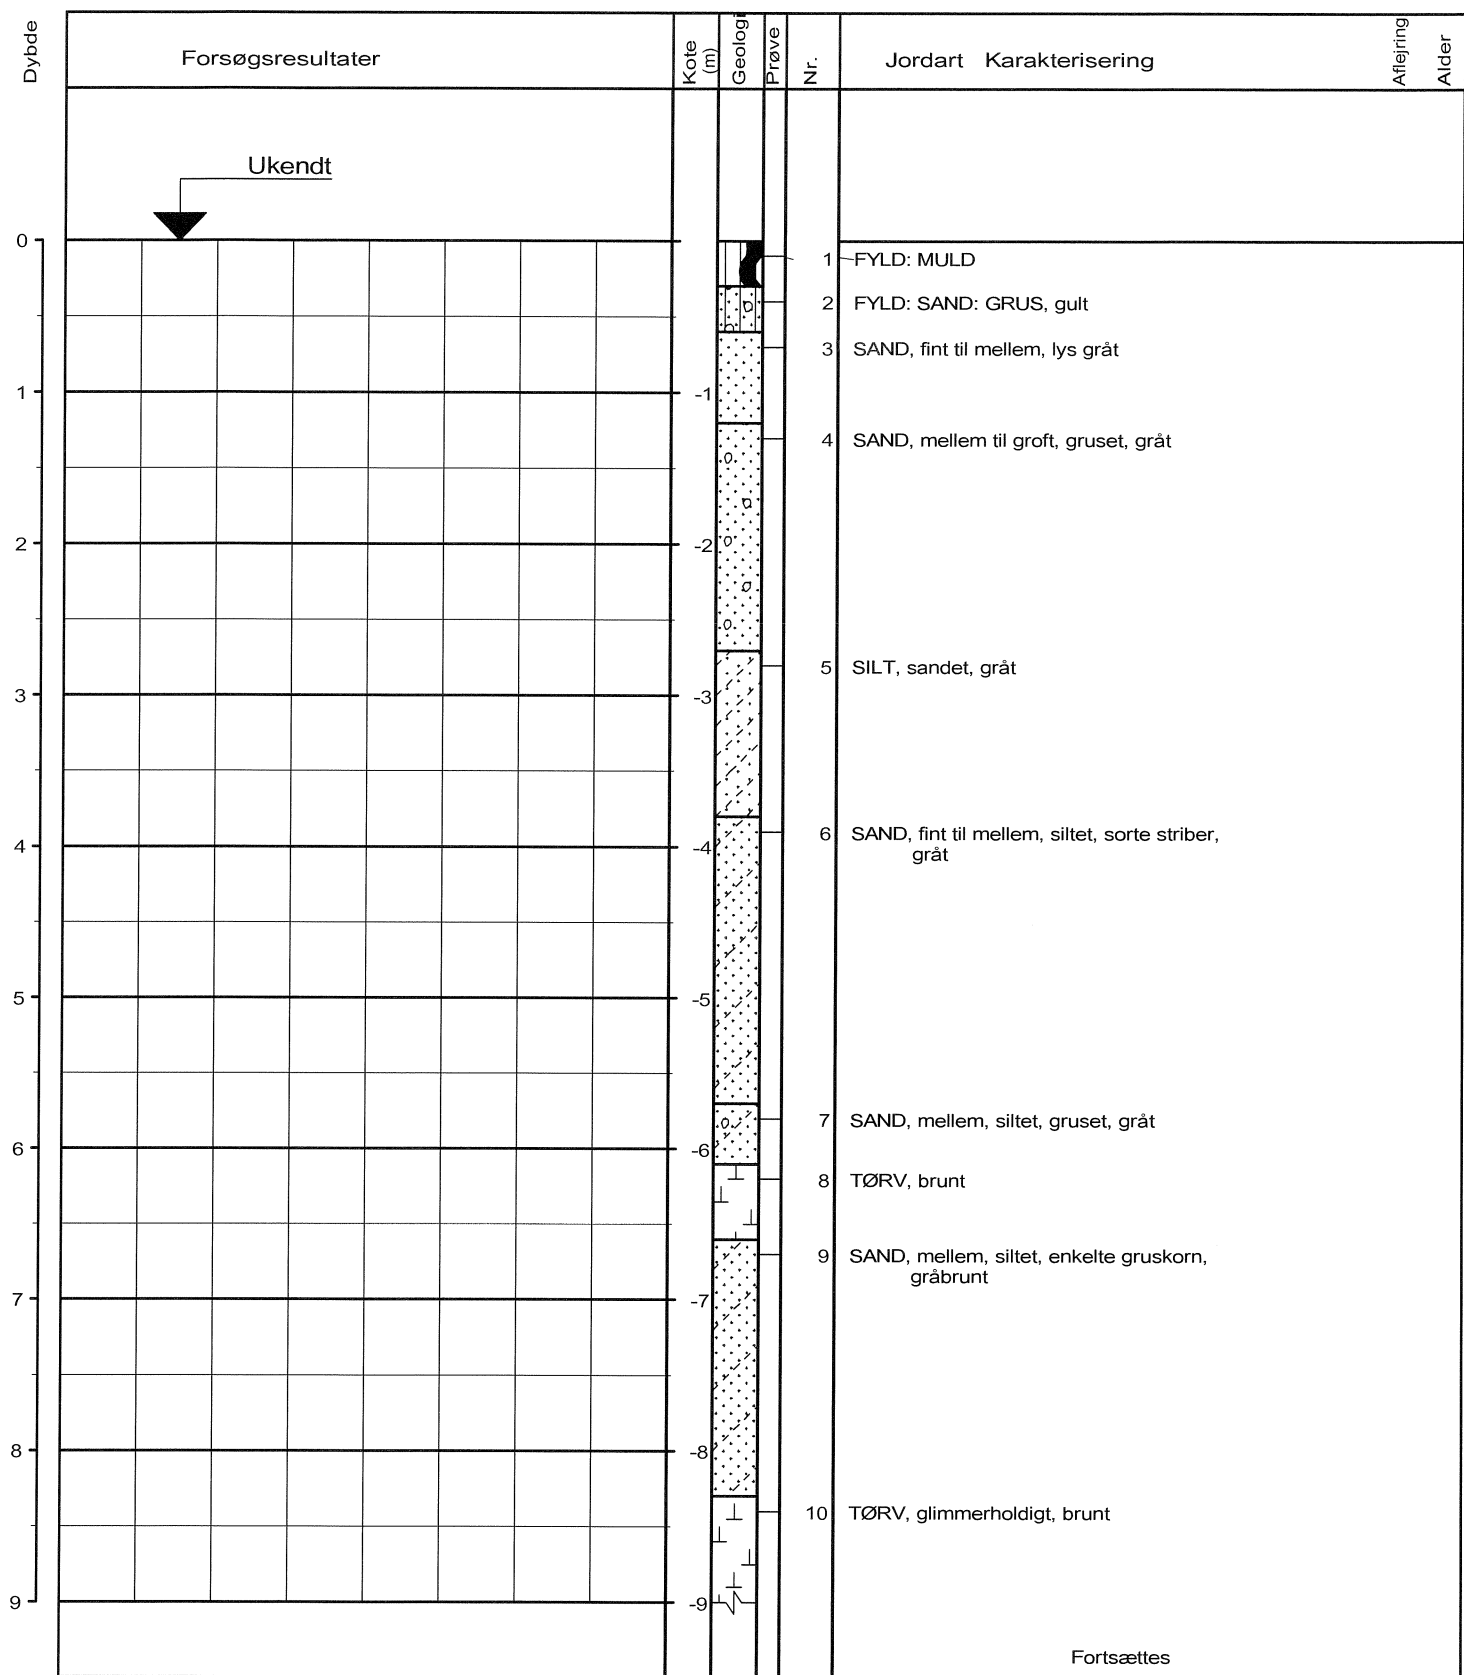 Dybde
Forsøgsresultater
Kote
(m)
Geologi
Prøve
Nr.
Jordart Karakterisering
Aflejring
Alder
Ukendt
0
1 FYLD: MULD
2 FYLD: SAND: GRUS, gult
3 SAND, fint til mellem, lys gråt
1 -1
4 SAND, mellem til groft, gruset, gråt
2 -2
5 SILT, sandet, gråt
3 -3
6 SAND, fint til mellem, siltet, sorte striber,
gråt
4 -4
5 -5
7 SAND, mellem, siltet, gruset, gråt
6 -6
8 TØRV, brunt
9 SAND, mellem, siltet, enkelte gruskorn,
gråbrunt
7 -7
8 -8
10 TØRV, glimmerholdigt, brunt
9 -9
Fortsættes